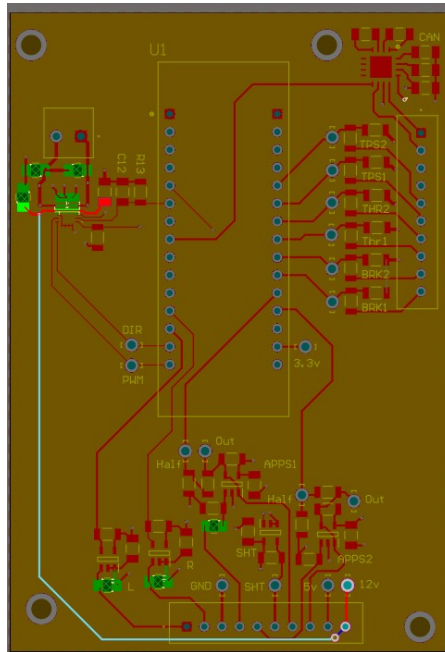 U1
CAN
C12
R13
TPS2
TPS1
THR2
Thr1
BRK2
BRK1
DIR
PWM
3.3v
Half
Out
APPS1
Half
Out
SHT
APPS2
R
L
GND
SHT
5v
12v